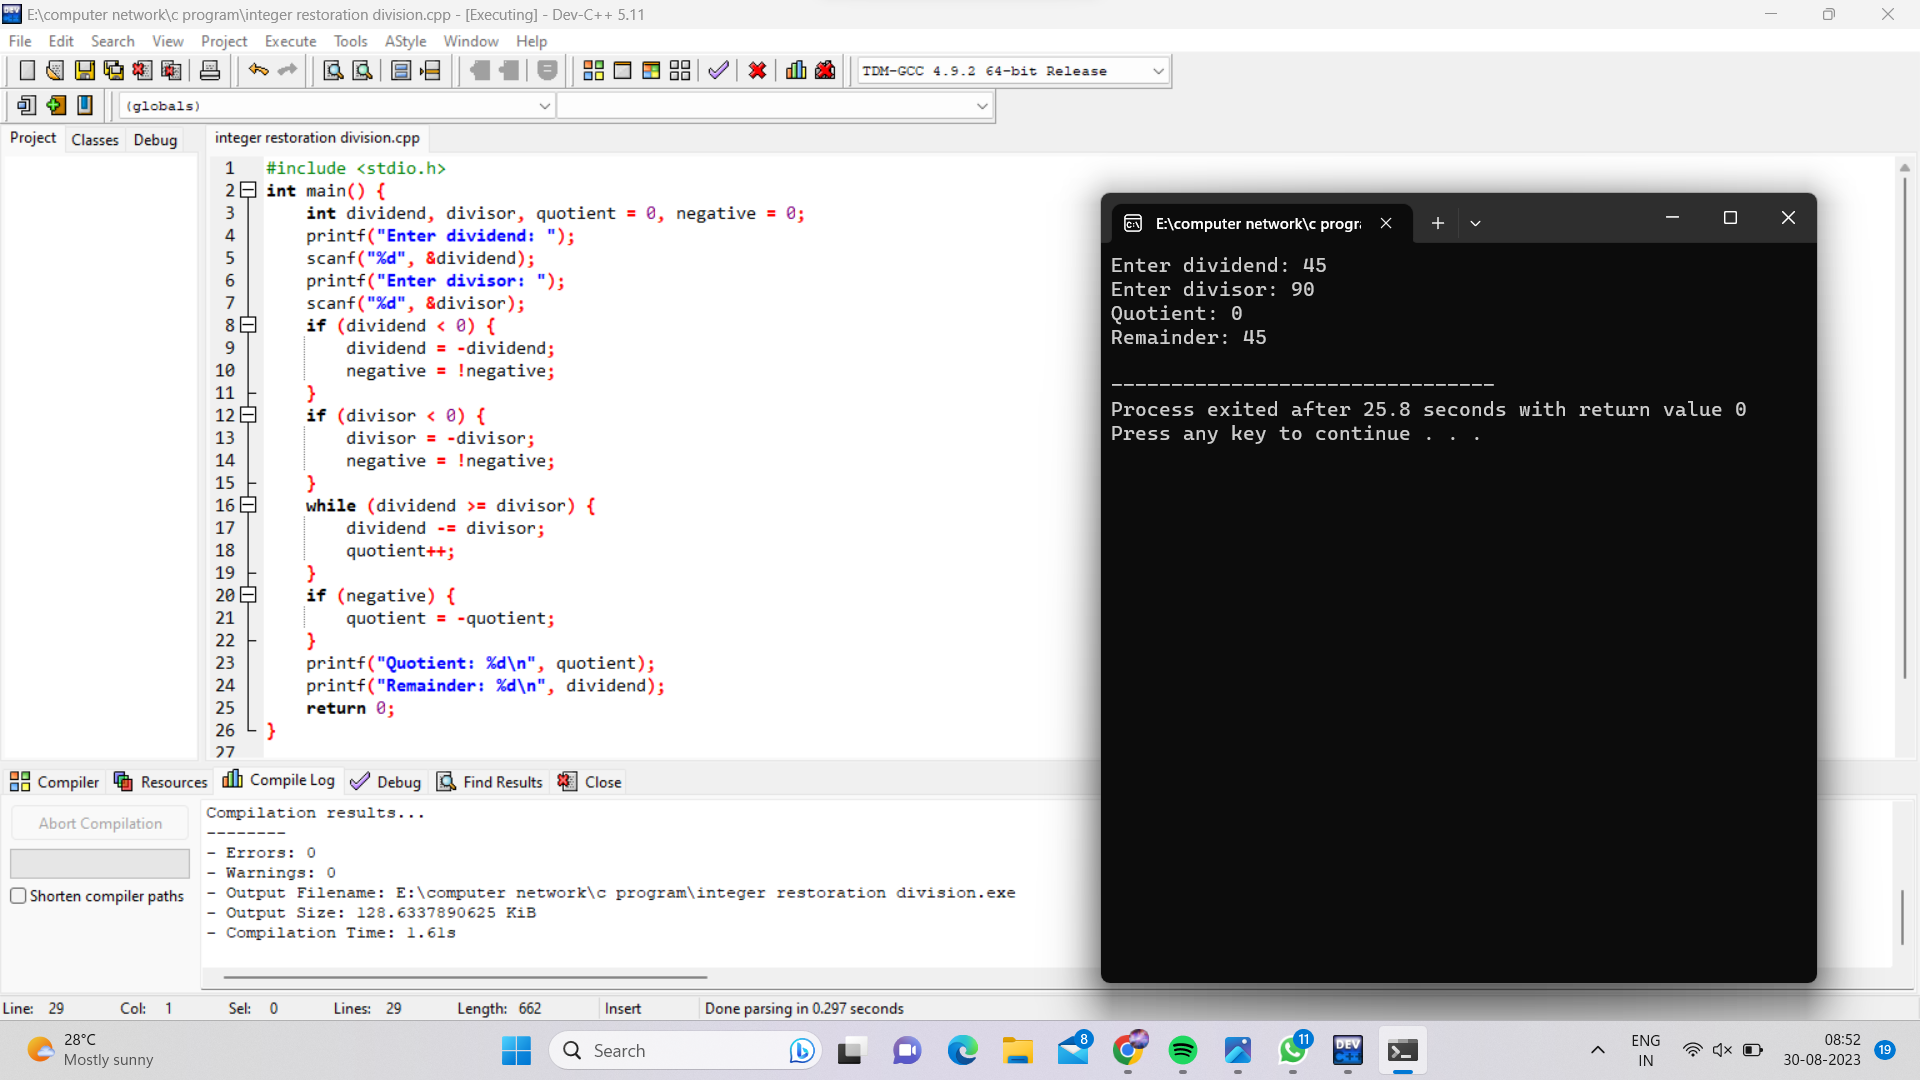 E:\computer network\c program\integer restoration division.cpp - [Executing] - Dev-C++ 5.11
File Edit Search View Project Execute Tools AStyle Window Help
TDM-GCC 4.9.2 64-bit Release
(globals)
Project Classes Debug
integer restoration division.cpp
1 #include <stdio.h>
2 int main() {
3 int dividend, divisor, quotient = 0, negative = 0;
4 printf("Enter dividend: ");
5 scanf("%d", &dividend);
6 printf("Enter divisor: ");
7 scanf("%d", &divisor);
8 if (dividend < 0) {
9 dividend = -dividend;
10 negative = !negative;
11 }
12 if (divisor < 0) {
13 divisor = -divisor;
14 negative = !negative;
15 }
16 while (dividend >= divisor) {
17 dividend -= divisor;
18 quotient++;
19 }
20 if (negative) {
21 quotient = -quotient;
22 }
23 printf("Quotient: %d\n", quotient);
24 printf("Remainder: %d\n", dividend);
25 return 0;
26 }
27
E:\computer network\c progra
Enter dividend: 45
Enter divisor: 90
Quotient: 0
Remainder: 45
--------------------------------
Process exited after 25.8 seconds with return value 0
Press any key to continue . . .
Compiler Resources Compile Log Debug Find Results Close
Abort Compilation
Shorten compiler paths
Compilation results...
--------
- Errors: 0
- Warnings: 0
- Output Filename: E:\computer network\c program\integer restoration division.exe
- Output Size: 128.6337890625 KiB
- Compilation Time: 1.61s
Line: 29 Col: 1 Sel: 0 Lines: 29 Length: 662 Insert Done parsing in 0.297 seconds
28°C
Mostly sunny
Search
8
11
DEV
C++
ENG
IN
08:52
30-08-2023
19